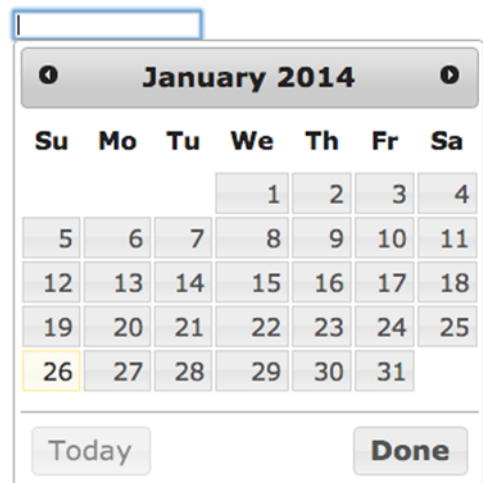 January 2014
Su Mo Tu We Th Fr Sa
1 2 3 4
5 6 7 8 9 10 11
12 13 14 15 16 17 18
19 20 21 22 23 24 25
26 27 28 29 30 31
Today Done